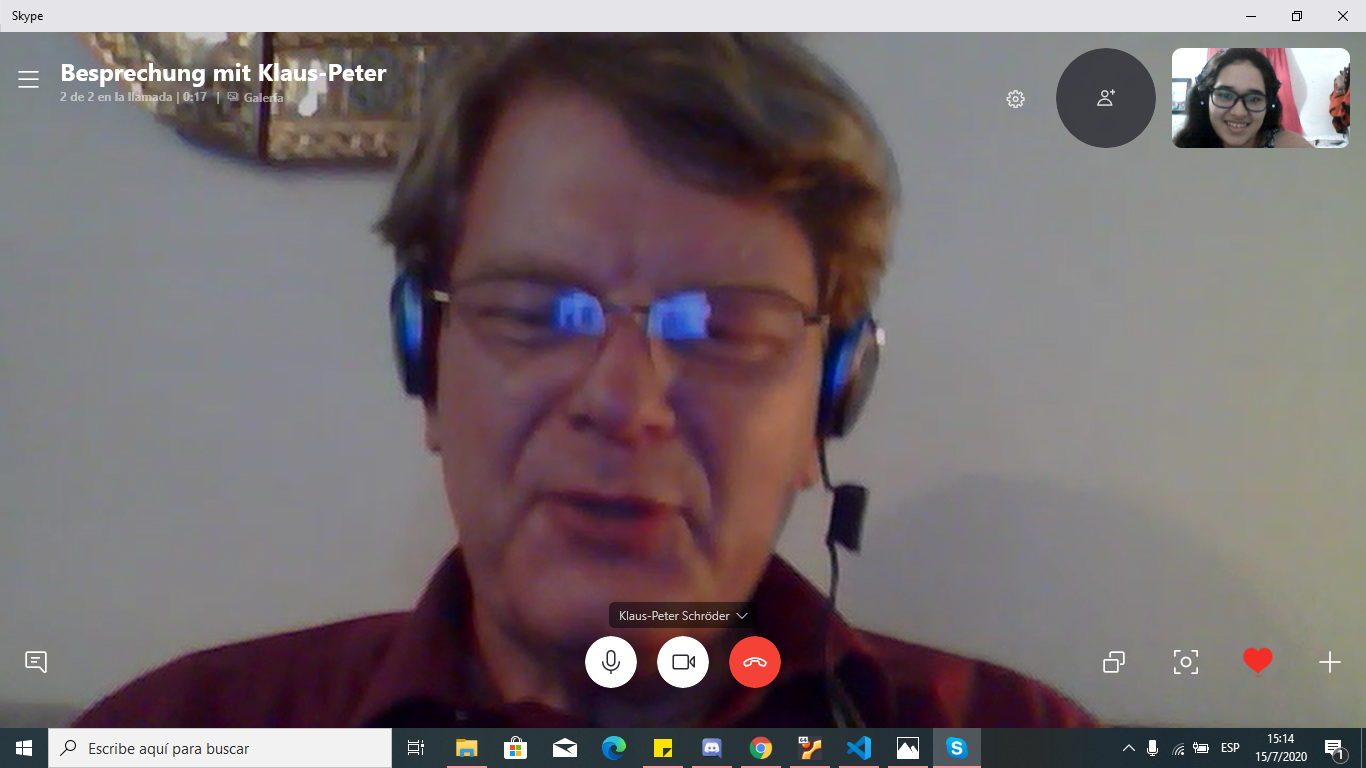 Skype
Besprechung mit Klaus-Peter
2 de 2 en la llamada | 0:17 | Galería
Klaus-Peter Schröder
Escribe aquí para buscar
64
S
ESP
15:14
15/7/2020
1